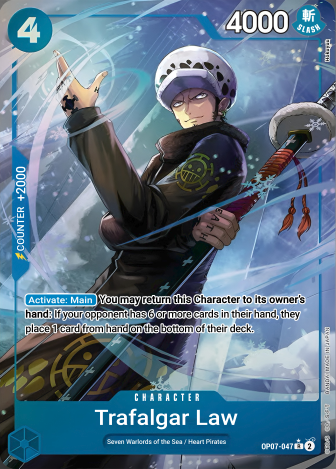 4
4000
斬
SLASH
COUNTER +2000
Activate: Main You may return this Character to its owner's
hand: If your opponent has 6 or more cards in their hand, they
place 1 card from hand on the bottom of their deck.
CHARACTER
Trafalgar Law
Seven Warlords of the Sea / Heart Pirates
OP07-047 R 2